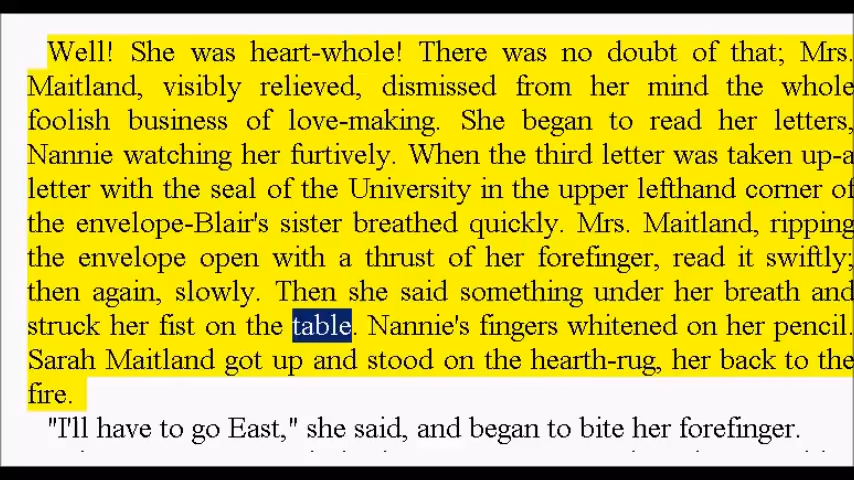 Well! She was heart-whole! There was no doubt of that; Mrs.
Maitland, visibly relieved, dismissed from her mind the whole
foolish business of love-making. She began to read her letters,
Nannie watching her furtively. When the third letter was taken up-a
letter with the seal of the University in the upper lefthand corner of
the envelope-Blair's sister breathed quickly. Mrs. Maitland, ripping
the envelope open with a thrust of her forefinger, read it swiftly;
then again, slowly. Then she said something under her breath and
struck her fist on the table. Nannie's fingers whitened on her pencil.
Sarah Maitland got up and stood on the hearth-rug, her back to the
fire.
"I'll have to go East," she said, and began to bite her forefinger.